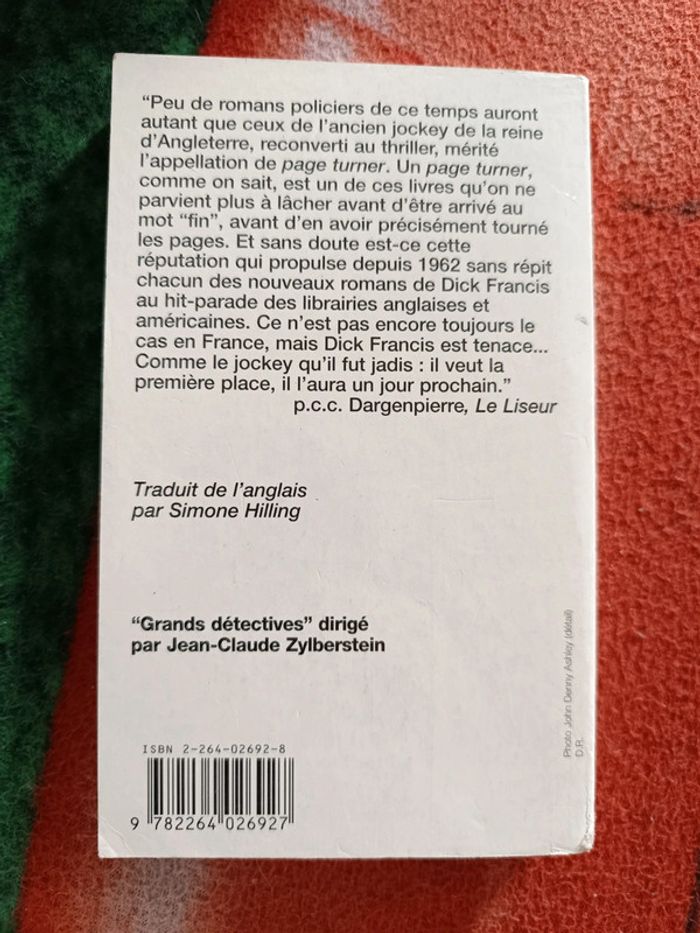 “Peu de romans policiers de ce temps auront
autant que ceux de l’ancien jockey de la reine
d’Angleterre, reconverti au thriller, mérité
l’appellation de page turner. Un page turner,
comme on sait, est un de ces livres qu’on ne
parvient plus à lâcher avant d’être arrivé au
mot “fin”, avant d’en avoir précisément tourné
les pages. Et sans doute est-ce cette
réputation qui propulse depuis 1962 sans répit
chacun des nouveaux romans de Dick Francis
au hit-parade des librairies anglaises et
américaines. Ce n’est pas encore toujours le
cas en France, mais Dick Francis est tenace...
Comme le jockey qu’il fut jadis : il veut la
première place, il l’aura un jour prochain.”
p.c.c. Dargenpierre, Le Liseur
Traduit de l’anglais
par Simone Hilling
“Grands détectives” dirigé
par Jean-Claude Zylberstein
Photo John Denny Ashley (détail)
D.R.
ISBN 2-264-02692-8
9 782264 026927